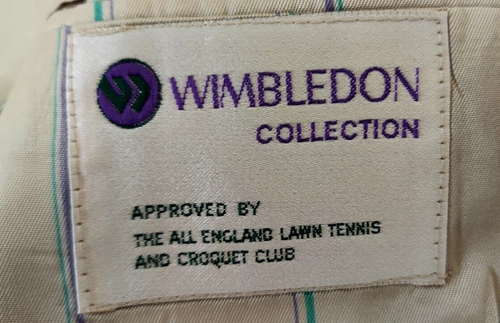 WIMBLEDON
COLLECTION
APPROVED BY
THE ALL ENGLAND LAWN TENNIS
AND CROQUET CLUB